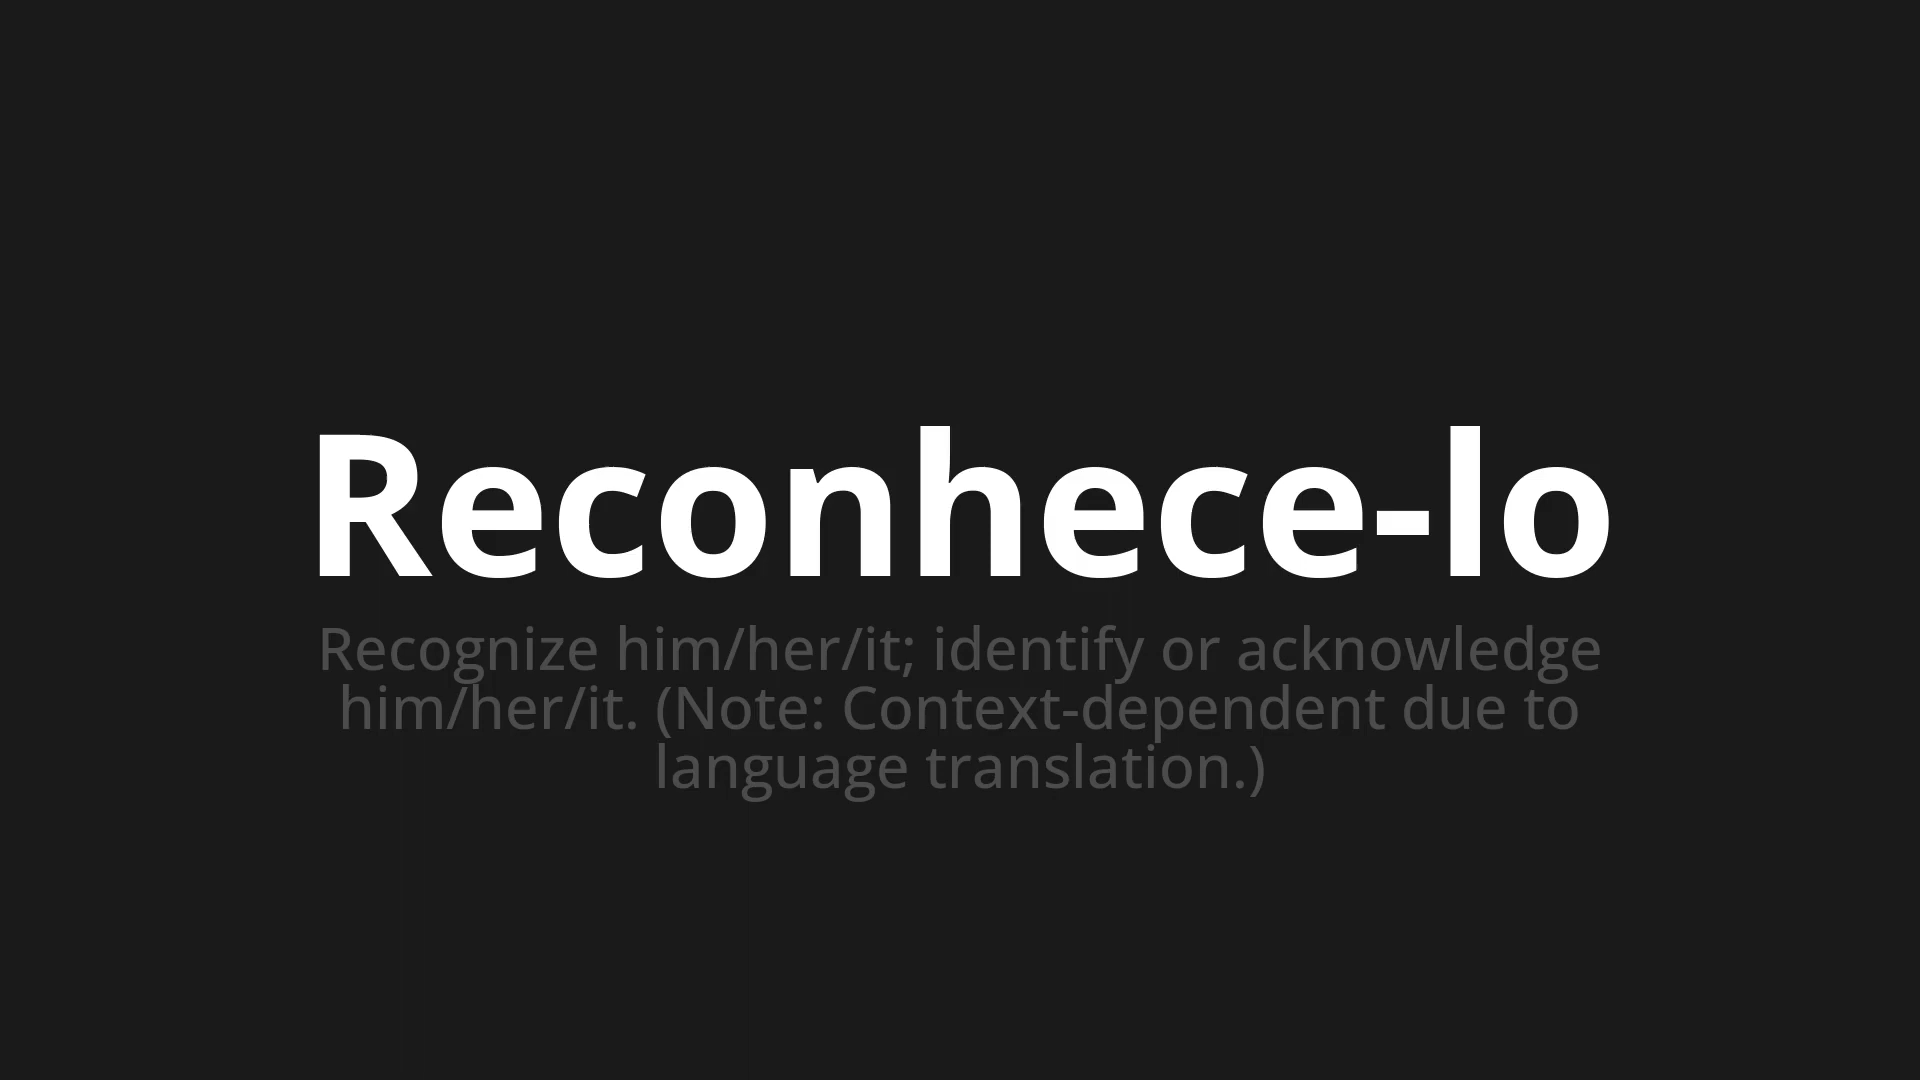 Reconhece-lo
Recognize him/her/it; identify or acknowledge
him/her/it. (Note: Context-dependent due to
language translation.)